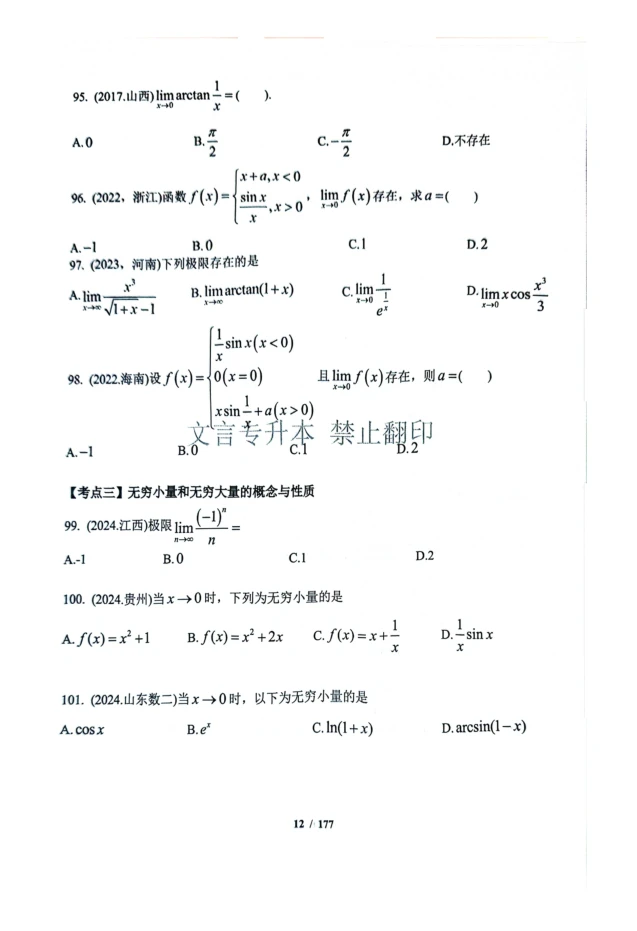 95. (2017.山西) lim_{x→0} arctan 1/x = (  ).
A.0  B. π/2  C. -π/2  D.不存在
96. (2022，浙江)函数 f(x) = { x+a, x<0; sin x / x, x>0 ，lim_{x→0} f(x) 存在，求 a =(  )
A. -1  B. 0  C. 1  D. 2
97. (2023，河南)下列极限存在的是
A. lim_{x→∞} x³/(√(1+x) -1)  B. lim_{x→∞} arctan(1+x)  C. lim_{x→0} 1/e^{1/x}  D. lim_{x→0} x cos x³/3
98. (2022.海南)设 f(x) = { 1/x sin x (x<0); 0 (x=0); x sin 1/x + a (x>0) 且 lim_{x→0} f(x) 存在，则 a =(  )
A. -1  B. 0  C. 1  D. 2
文言专升本 禁止翻印
【考点三】无穷小量和无穷大量的概念与性质
99. (2024.江西)极限 lim_{n→∞} (-1)ⁿ/n =
A.-1  B. 0  C.1  D.2
100. (2024.贵州)当 x→0 时，下列为无穷小量的是
A. f(x) = x² +1  B. f(x) = x² + 2x  C. f(x) = x + 1/x  D. 1/x sin x
101. (2024.山东数二)当 x→0 时，以下为无穷小量的是
A. cos x  B. eˣ  C. ln(1+x)  D. arcsin(1-x)
12 / 177